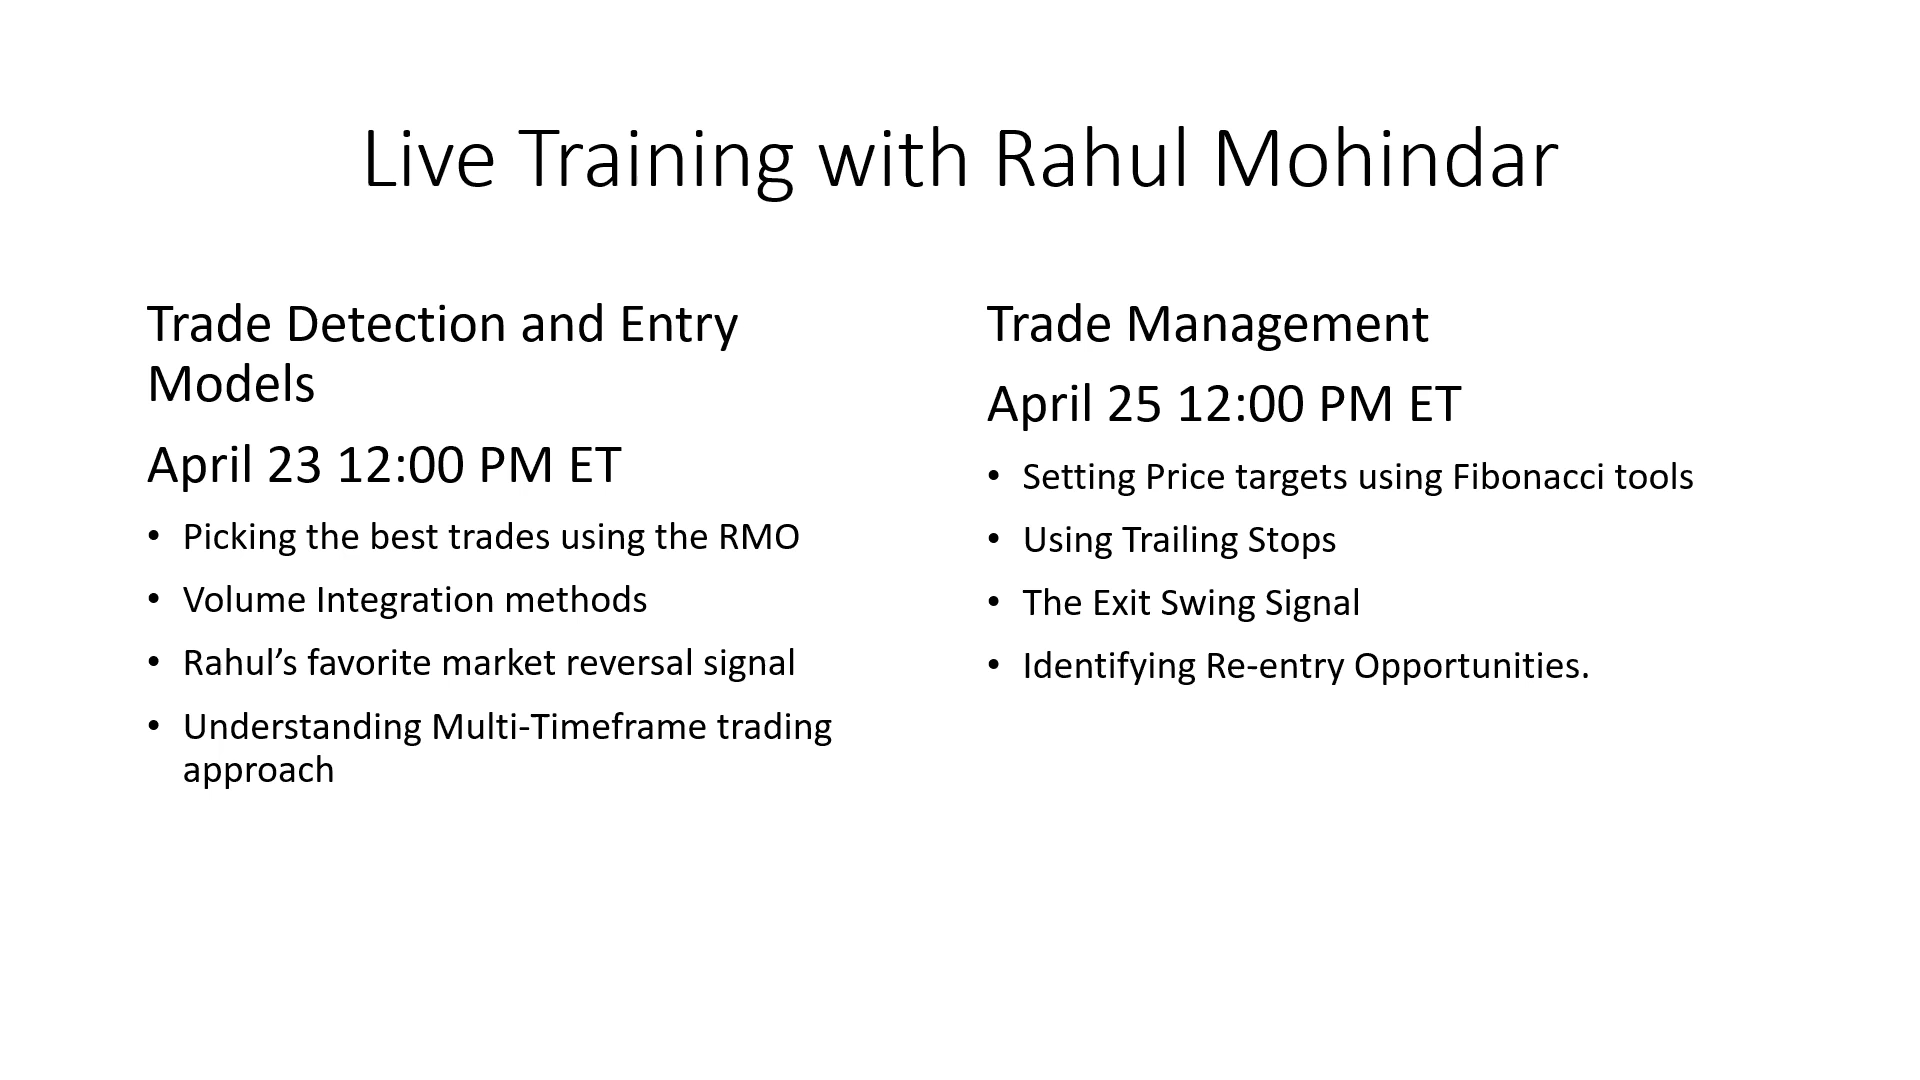 Live Training with Rahul Mohindar
Trade Detection and Entry
Models
April 23 12:00 PM ET
• Picking the best trades using the RMO
• Volume Integration methods
• Rahul’s favorite market reversal signal
• Understanding Multi-Timeframe trading
approach
Trade Management
April 25 12:00 PM ET
• Setting Price targets using Fibonacci tools
• Using Trailing Stops
• The Exit Swing Signal
• Identifying Re-entry Opportunities.